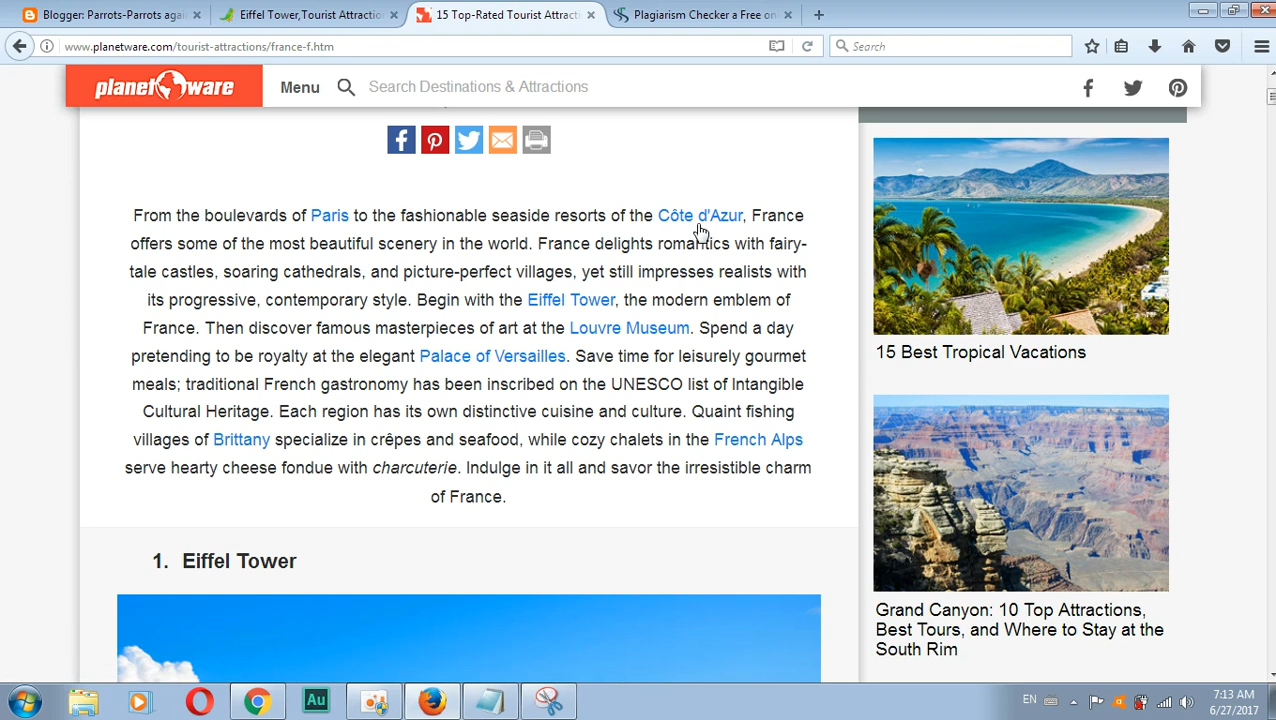 Blogger: Parrots-Parrots agai
Eiffel Tower,Tourist Attractio
15 Top-Rated Tourist Attract
Plagiarism Checker a Free on
www.planetware.com/tourist-attractions/france-f.htm
Search
planetware
Menu
Search Destinations & Attractions
From the boulevards of Paris to the fashionable seaside resorts of the Côte d'Azur, France
offers some of the most beautiful scenery in the world. France delights romantics with fairy-
tale castles, soaring cathedrals, and picture-perfect villages, yet still impresses realists with
its progressive, contemporary style. Begin with the Eiffel Tower, the modern emblem of
France. Then discover famous masterpieces of art at the Louvre Museum. Spend a day
pretending to be royalty at the elegant Palace of Versailles. Save time for leisurely gourmet
meals; traditional French gastronomy has been inscribed on the UNESCO list of Intangible
Cultural Heritage. Each region has its own distinctive cuisine and culture. Quaint fishing
villages of Brittany specialize in crêpes and seafood, while cozy chalets in the French Alps
serve hearty cheese fondue with charcuterie. Indulge in it all and savor the irresistible charm
of France.
1. Eiffel Tower
15 Best Tropical Vacations
Grand Canyon: 10 Top Attractions,
Best Tours, and Where to Stay at the
South Rim
Au
EN
7:13 AM
6/27/2017